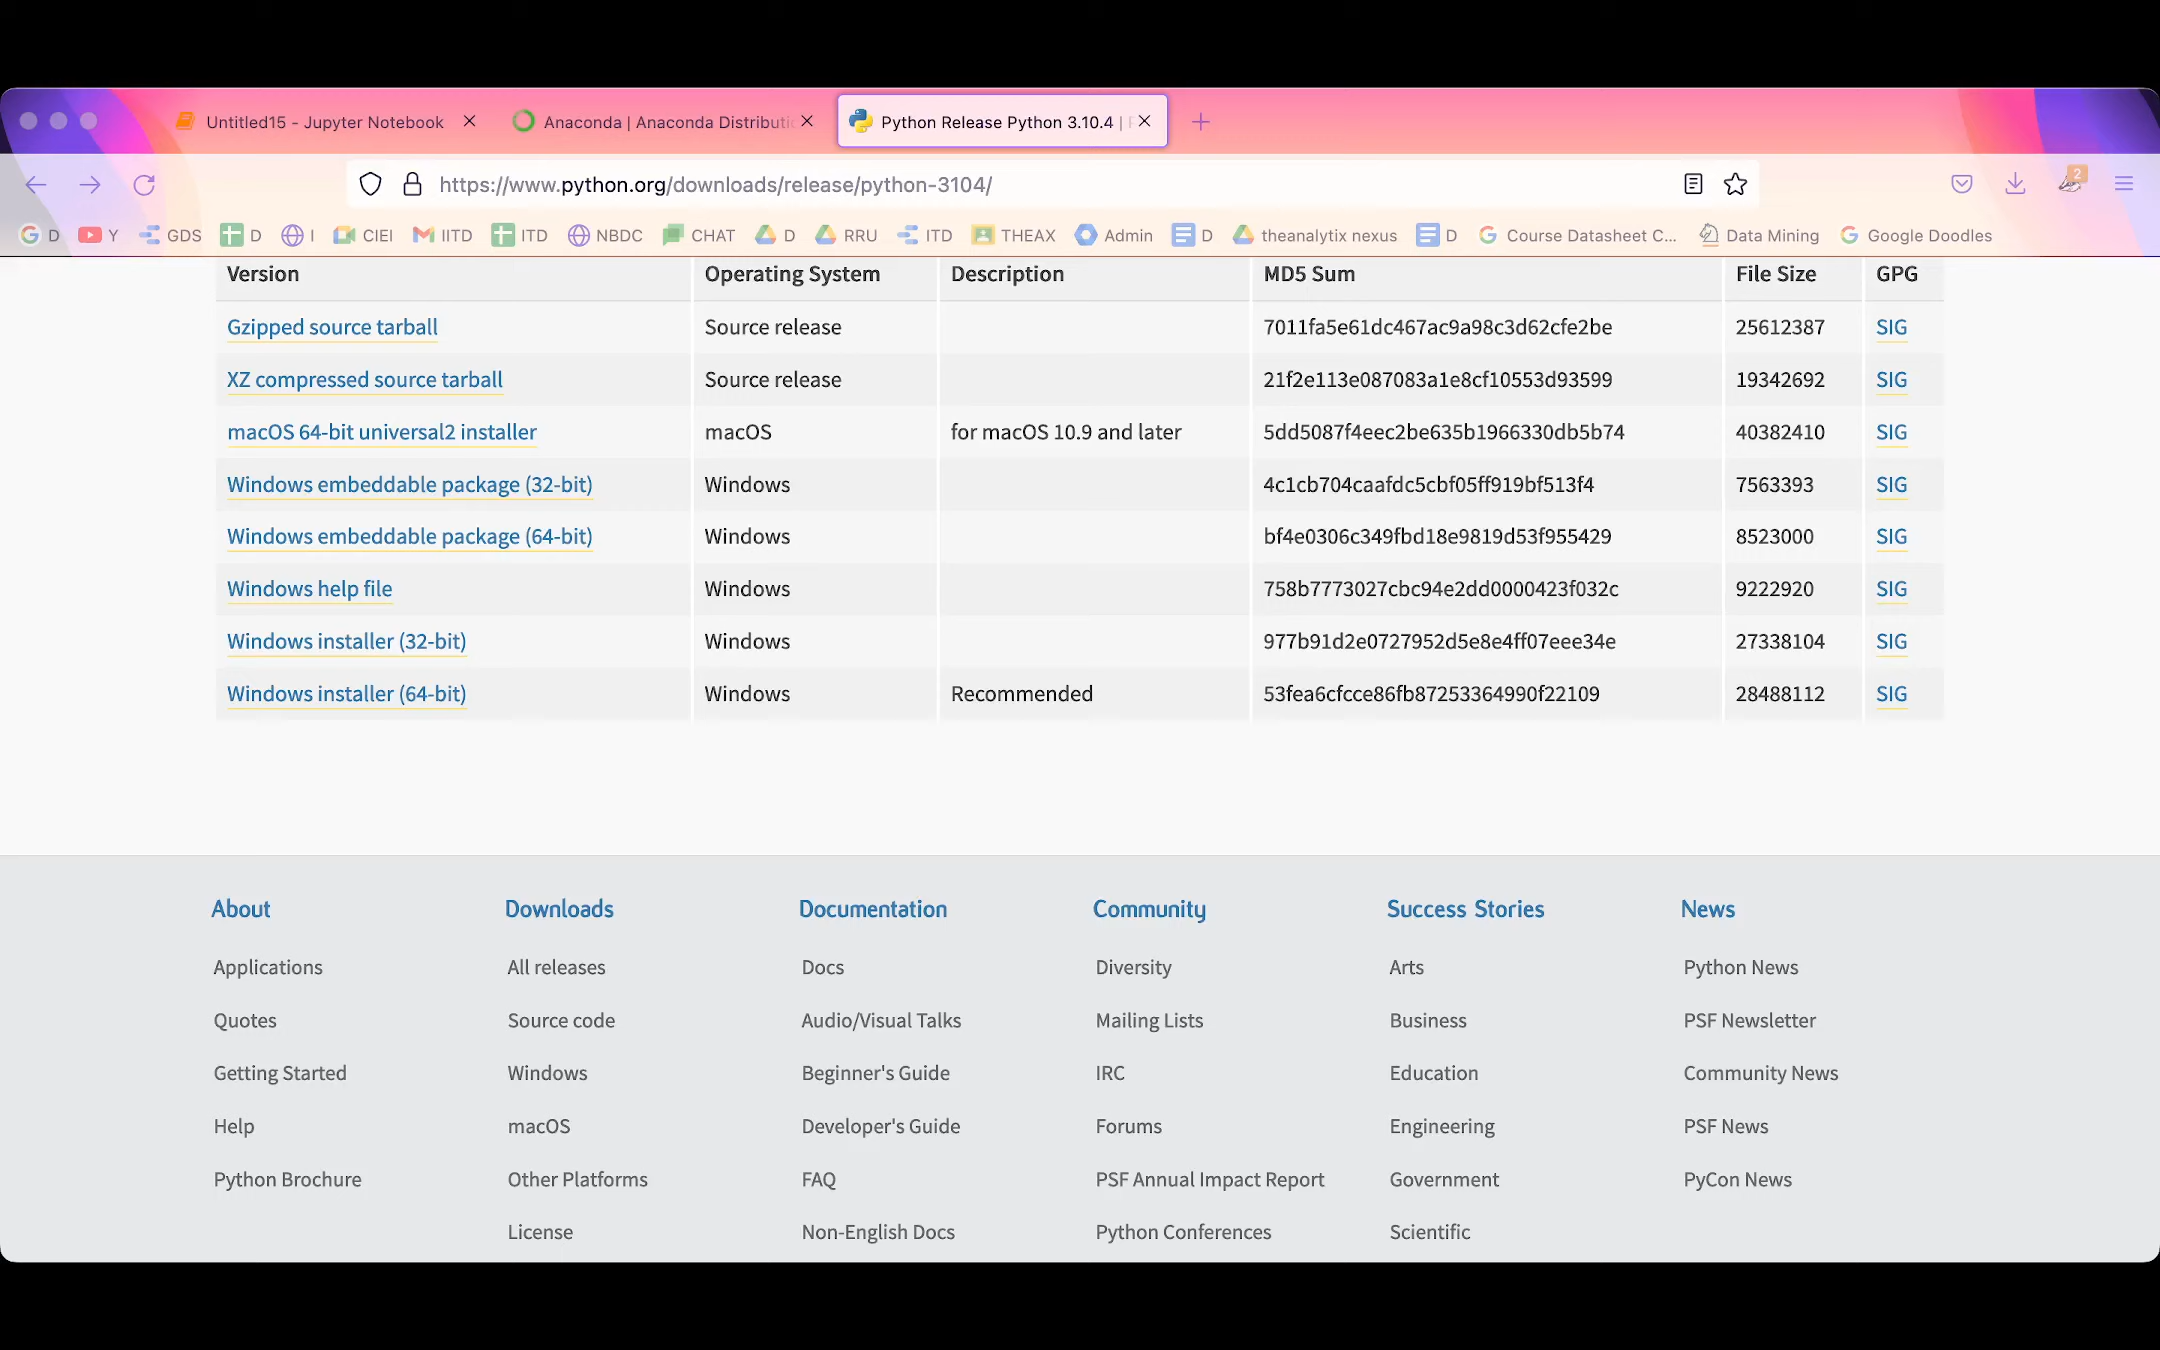 Untitled15 - Jupyter Notebook
Anaconda | Anaconda Distributi
Python Release Python 3.10.4 |
https://www.python.org/downloads/release/python-3104/
2
D Y GDS D I CIEI IITD ITD NBDC CHAT D RRU ITD THEAX Admin D theanalytix nexus D Course Datasheet C... Data Mining Google Doodles
Version Operating System Description MD5 Sum File Size GPG
Gzipped source tarball Source release 7011fa5e61dc467ac9a98c3d62cfe2be 25612387 SIG
XZ compressed source tarball Source release 21f2e113e087083a1e8cf10553d93599 19342692 SIG
macOS 64-bit universal2 installer macOS for macOS 10.9 and later 5dd5087f4eec2be635b1966330db5b74 40382410 SIG
Windows embeddable package (32-bit) Windows 4c1cb704caafdc5cbf05ff919bf513f4 7563393 SIG
Windows embeddable package (64-bit) Windows bf4e0306c349fbd18e9819d53f955429 8523000 SIG
Windows help file Windows 758b7773027cbc94e2dd0000423f032c 9222920 SIG
Windows installer (32-bit) Windows 977b91d2e0727952d5e8e4ff07eee34e 27338104 SIG
Windows installer (64-bit) Windows Recommended 53fea6cfcce86fb87253364990f22109 28488112 SIG
About Downloads Documentation Community Success Stories News
Applications All releases Docs Diversity Arts Python News
Quotes Source code Audio/Visual Talks Mailing Lists Business PSF Newsletter
Getting Started Windows Beginner's Guide IRC Education Community News
Help macOS Developer's Guide Forums Engineering PSF News
Python Brochure Other Platforms FAQ PSF Annual Impact Report Government PyCon News
License Non-English Docs Python Conferences Scientific